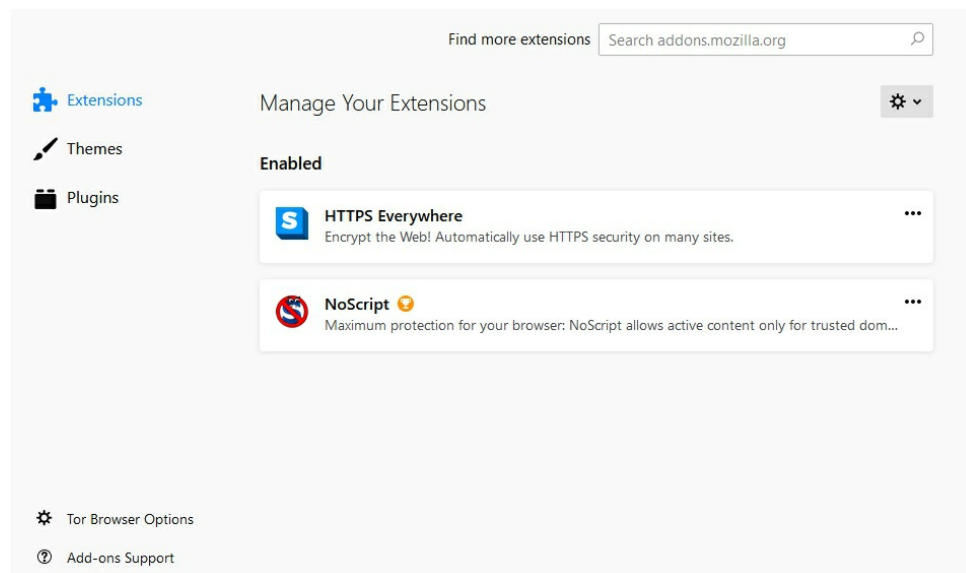 Find more extensions Search addons.mozilla.org
Extensions
Themes
Plugins
Manage Your Extensions
Enabled
HTTPS Everywhere
Encrypt the Web! Automatically use HTTPS security on many sites.
NoScript
Maximum protection for your browser: NoScript allows active content only for trusted dom...
Tor Browser Options
Add-ons Support